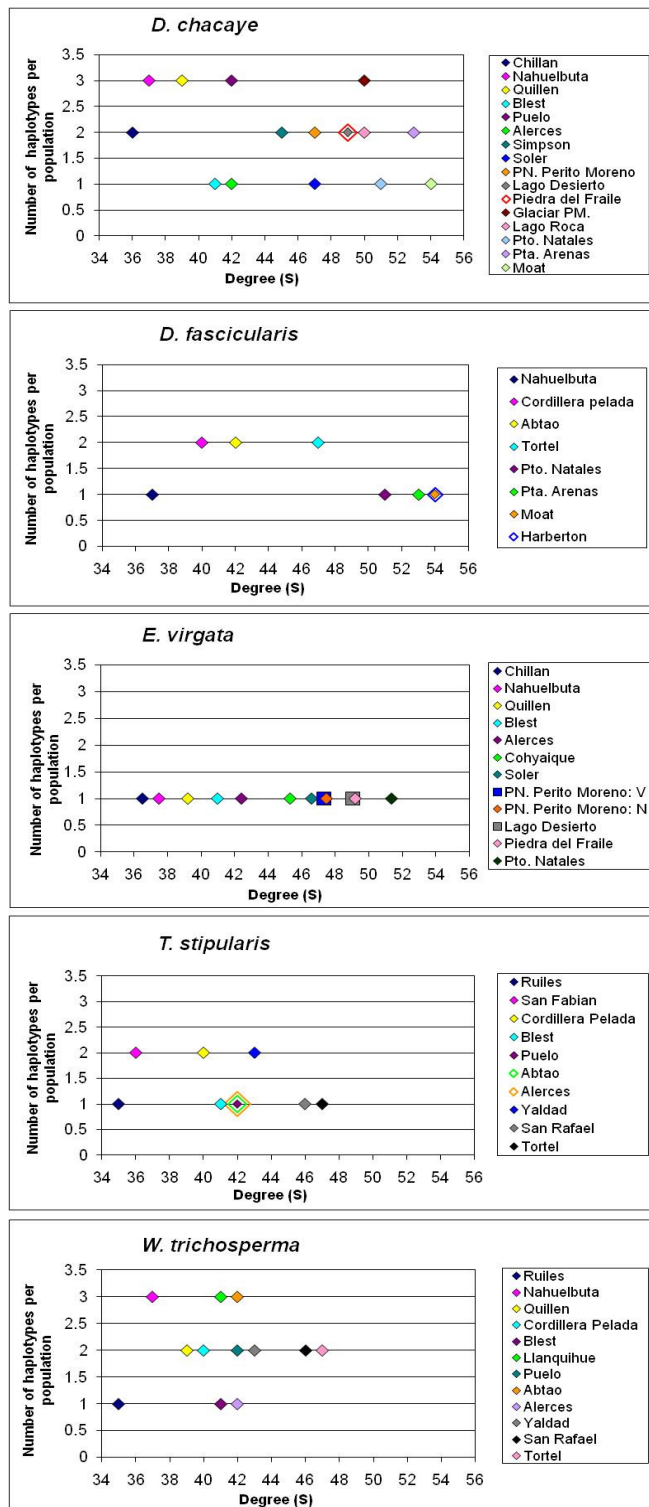 D. chacaye
Number of haplotypes per
population
3.5
3
2.5
2
1.5
1
0.5
0
34 36 38 40 42 44 46 48 50 52 54 56
Degree (S)
Chillan
Nahuelbuta
Quillen
Blest
Puelo
Alerces
Simpson
Soler
PN. Perito Moreno
Lago Desierto
Piedra del Fraile
Glaciar PM.
Lago Roca
Pto. Natales
Pta. Arenas
Moat
D. fascicularis
Number of haplotypes per
population
3.5
3
2.5
2
1.5
1
0.5
0
34 36 38 40 42 44 46 48 50 52 54 56
Degree (S)
Nahuelbuta
Cordillera pelada
Abtao
Tortel
Pto. Natales
Pta. Arenas
Moat
Harberton
E. virgata
Number of haplotypes per
population
3.5
3
2.5
2
1.5
1
0.5
0
34 36 38 40 42 44 46 48 50 52 54 56
Degree (S)
Chillan
Nahuelbuta
Quillen
Blest
Alerces
Cohyaique
Soler
PN. Perito Moreno: V
PN. Perito Moreno: N
Lago Desierto
Piedra del Fraile
Pto. Natales
T. stipularis
Number of haplotypes per
population
3.5
3
2.5
2
1.5
1
0.5
0
34 36 38 40 42 44 46 48 50 52 54 56
Degree (S)
Ruiles
San Fabian
Cordillera Pelada
Blest
Puelo
Abtao
Alerces
Yaldad
San Rafael
Tortel
W. trichosperma
Number of haplotypes per
population
3.5
3
2.5
2
1.5
1
0.5
0
34 36 38 40 42 44 46 48 50 52 54 56
Degree (S)
Ruiles
Nahuelbuta
Quillen
Cordillera Pelada
Blest
Llanquihue
Puelo
Abtao
Alerces
Yaldad
San Rafael
Tortel